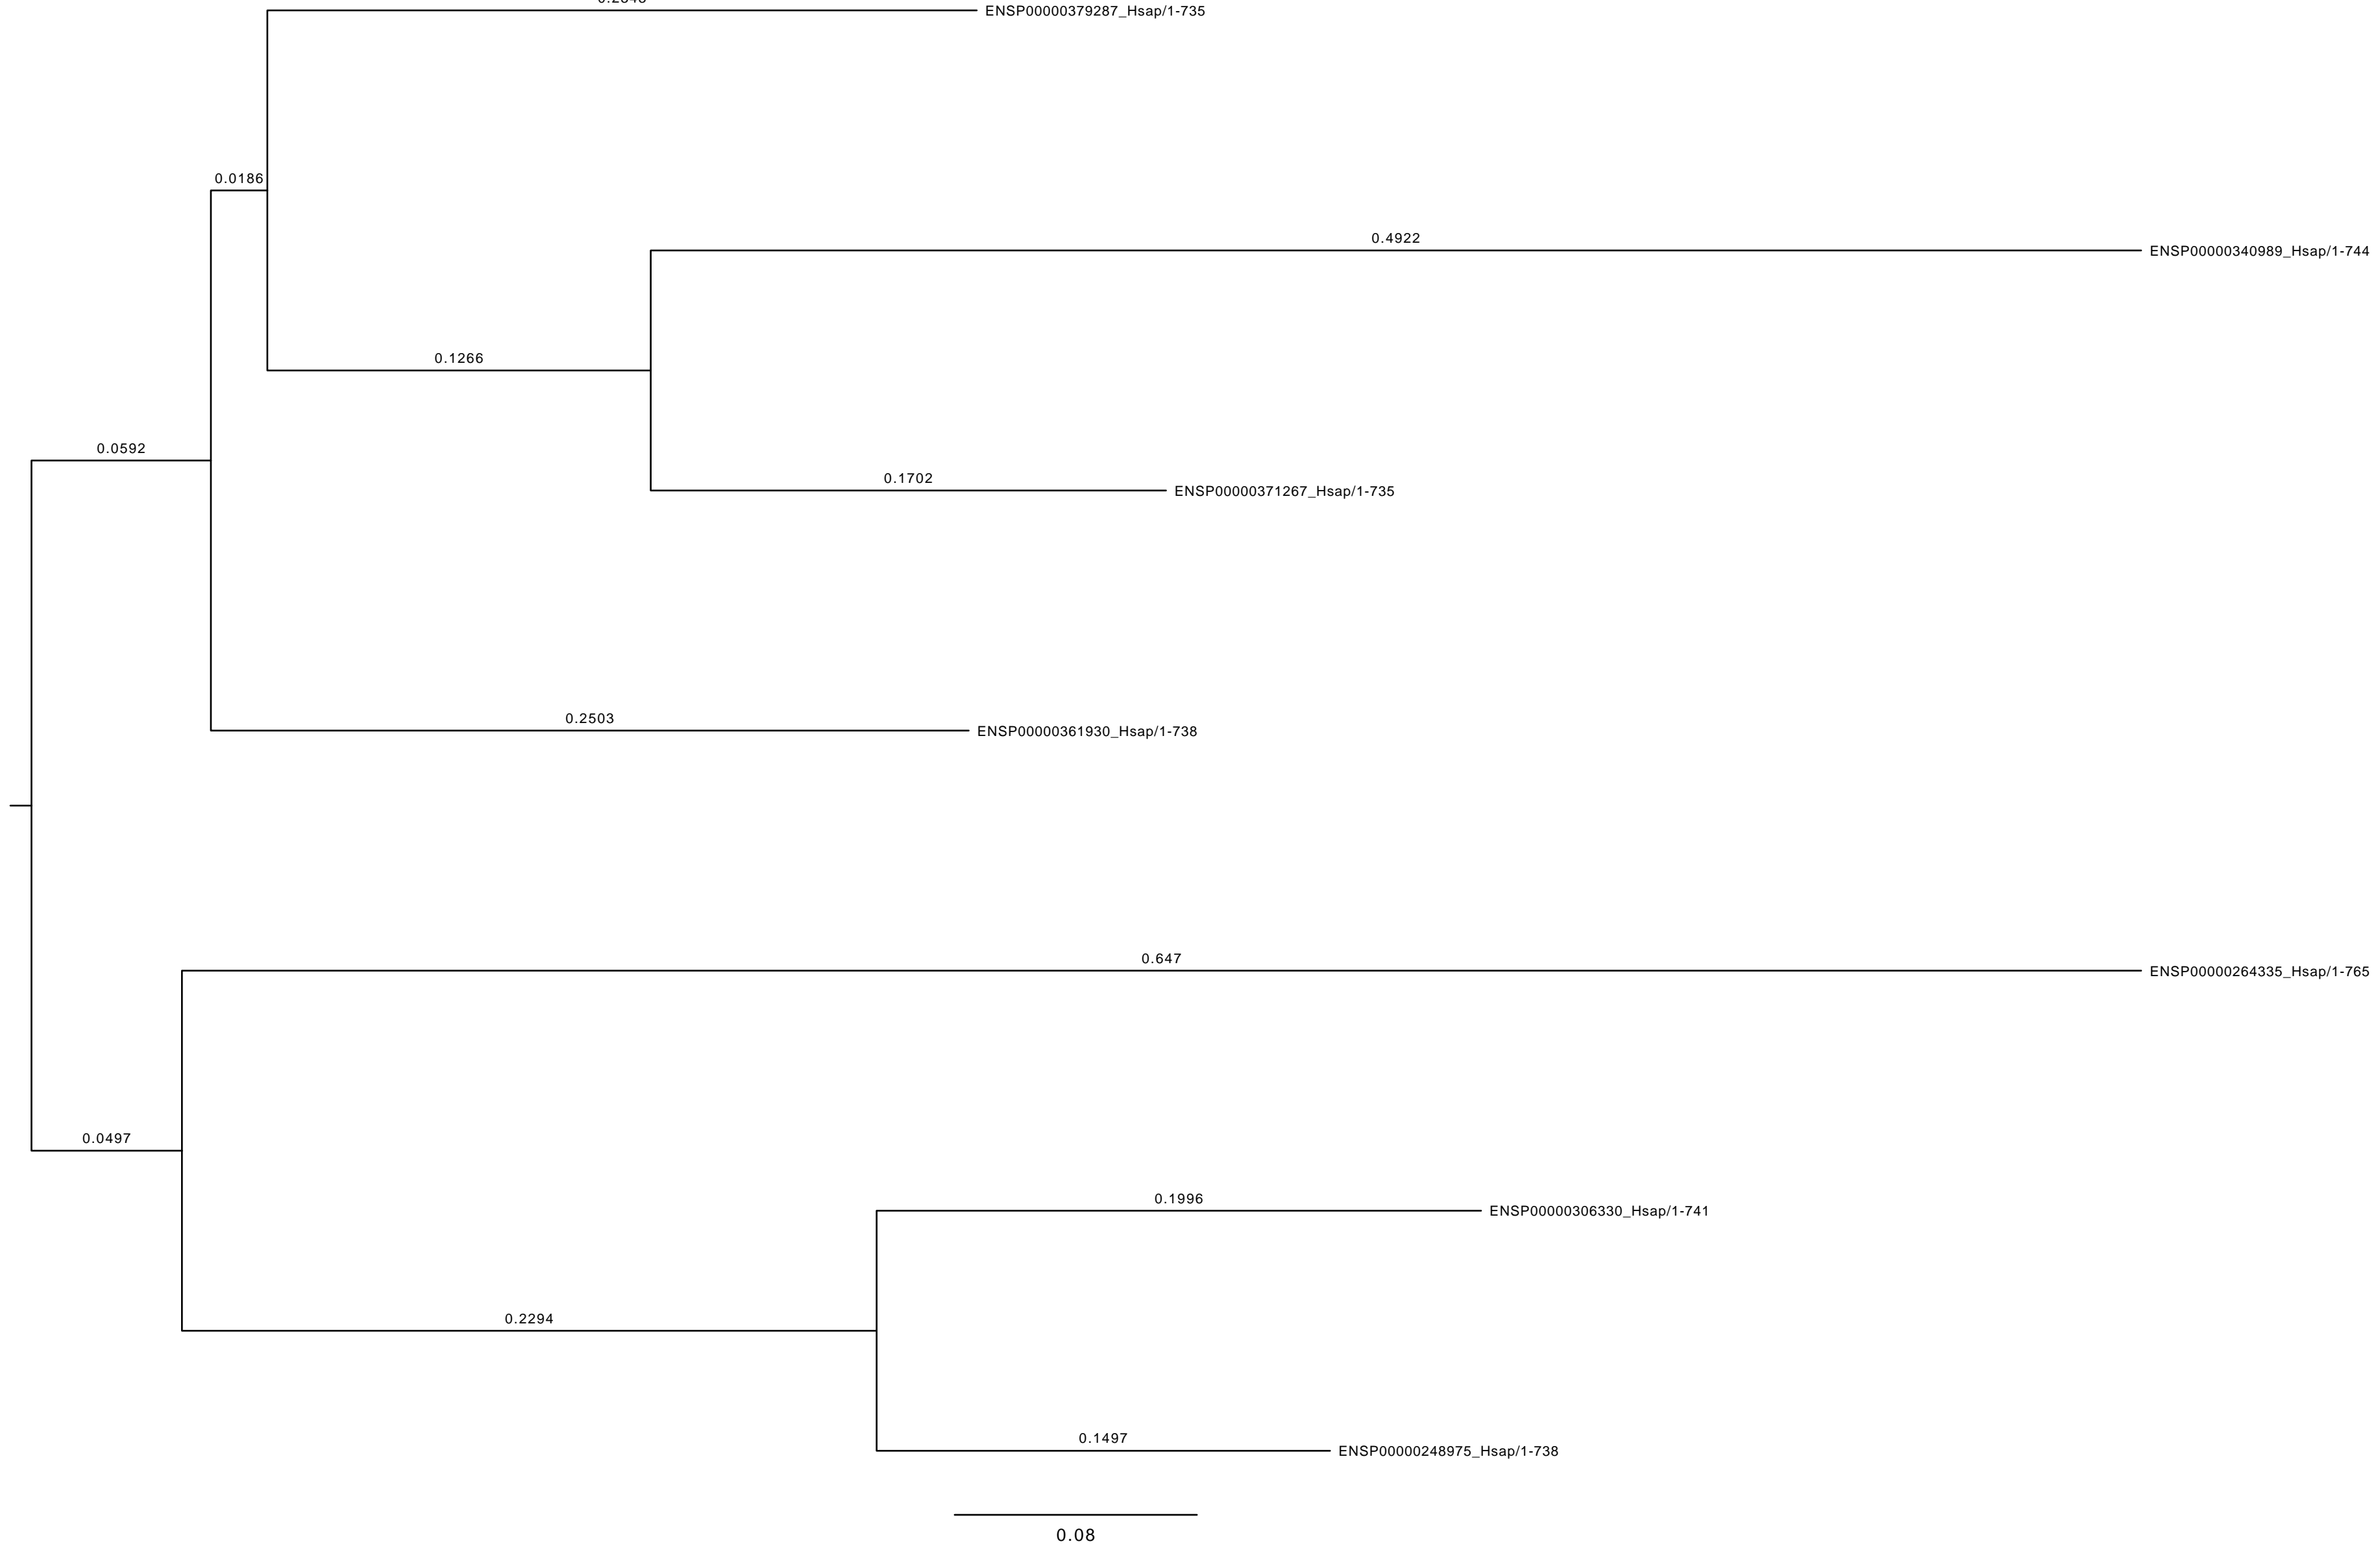 ENSP00000379287_Hsap/1-735
0.0186
0.4922
ENSP00000340989_Hsap/1-744
0.1266
0.0592
0.1702
ENSP00000371267_Hsap/1-735
0.2503
ENSP00000361930_Hsap/1-738
0.647
ENSP00000264335_Hsap/1-765
0.0497
0.1996
ENSP00000306330_Hsap/1-741
0.2294
0.1497
ENSP00000248975_Hsap/1-738
0.08